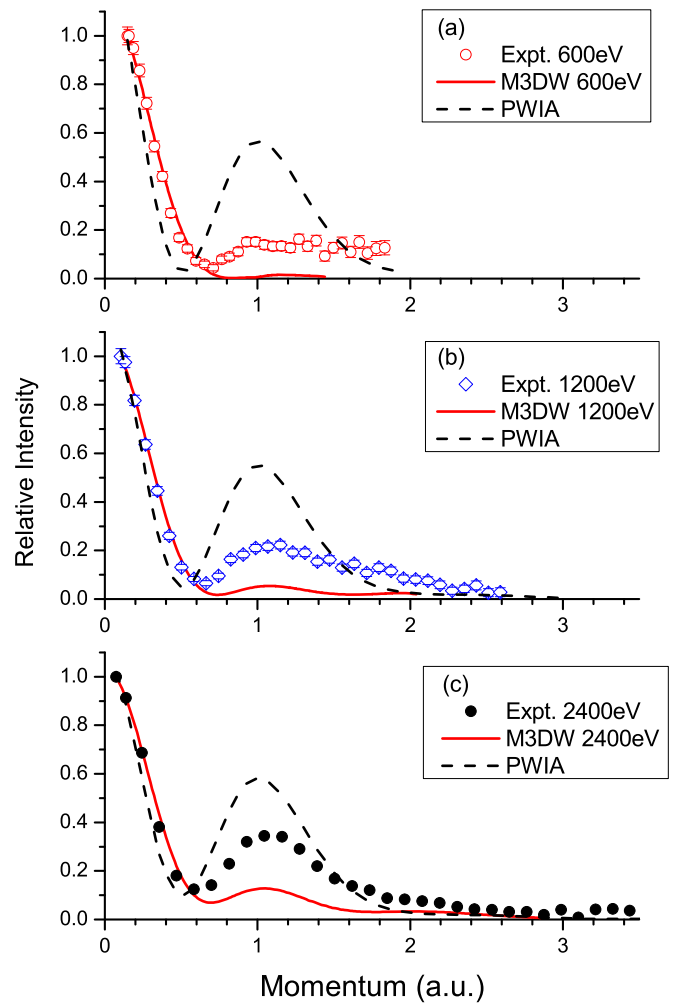 (a)
Expt. 600eV
M3DW 600eV
PWIA
1.0
0.8
0.6
0.4
0.2
0.0
0 1 2 3
(b)
Expt. 1200eV
M3DW 1200eV
PWIA
1.0
0.8
0.6
0.4
0.2
0.0
0 1 2 3
Relative Intensity
(c)
Expt. 2400eV
M3DW 2400eV
PWIA
1.0
0.8
0.6
0.4
0.2
0.0
0 1 2 3
Momentum (a.u.)